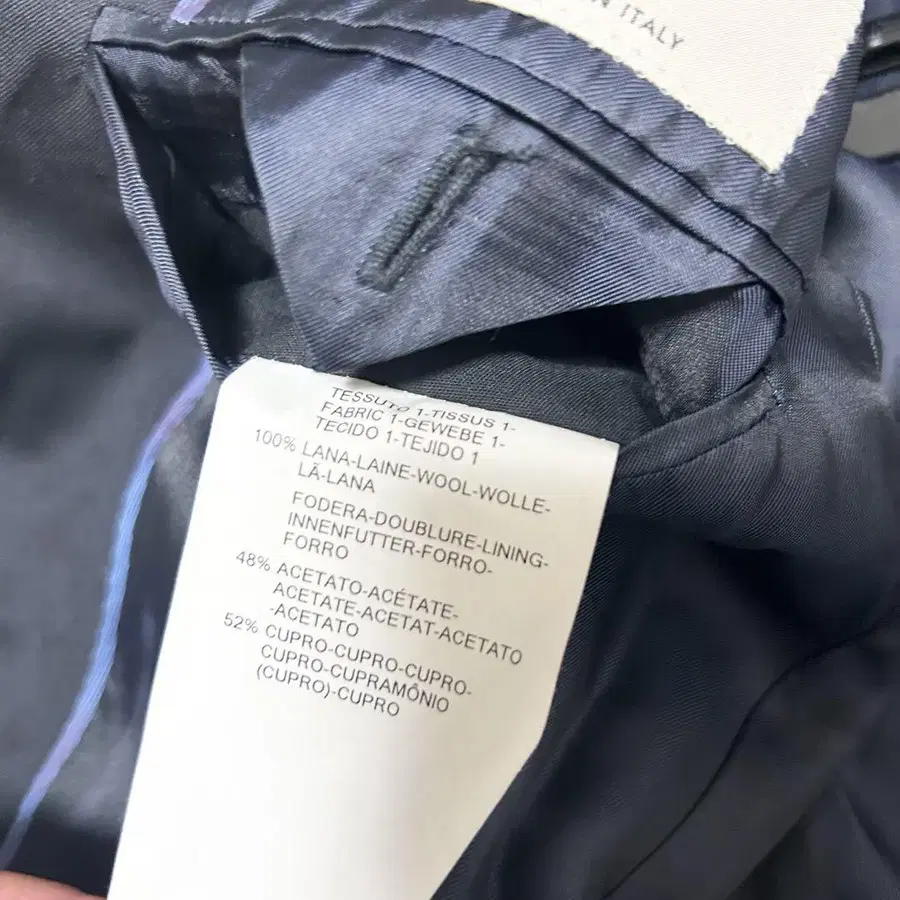 N ITALY
TESSUTO 1-TISSUS 1-
FABRIC 1-GEWEBE 1-
TECIDO 1-TEJIDO 1
100% LANA-LAINE-WOOL-WOLLE-
LÃ-LANA
FODERA-DOUBLURE-LINING-
INNENFUTTER-FORRO-
FORRO
48% ACETATO-ACÉTATE-
ACETATE-ACETAT-ACETATO
-ACETATO
52% CUPRO-CUPRO-CUPRO-
CUPRO-CUPRAMÔNIO
(CUPRO)-CUPRO